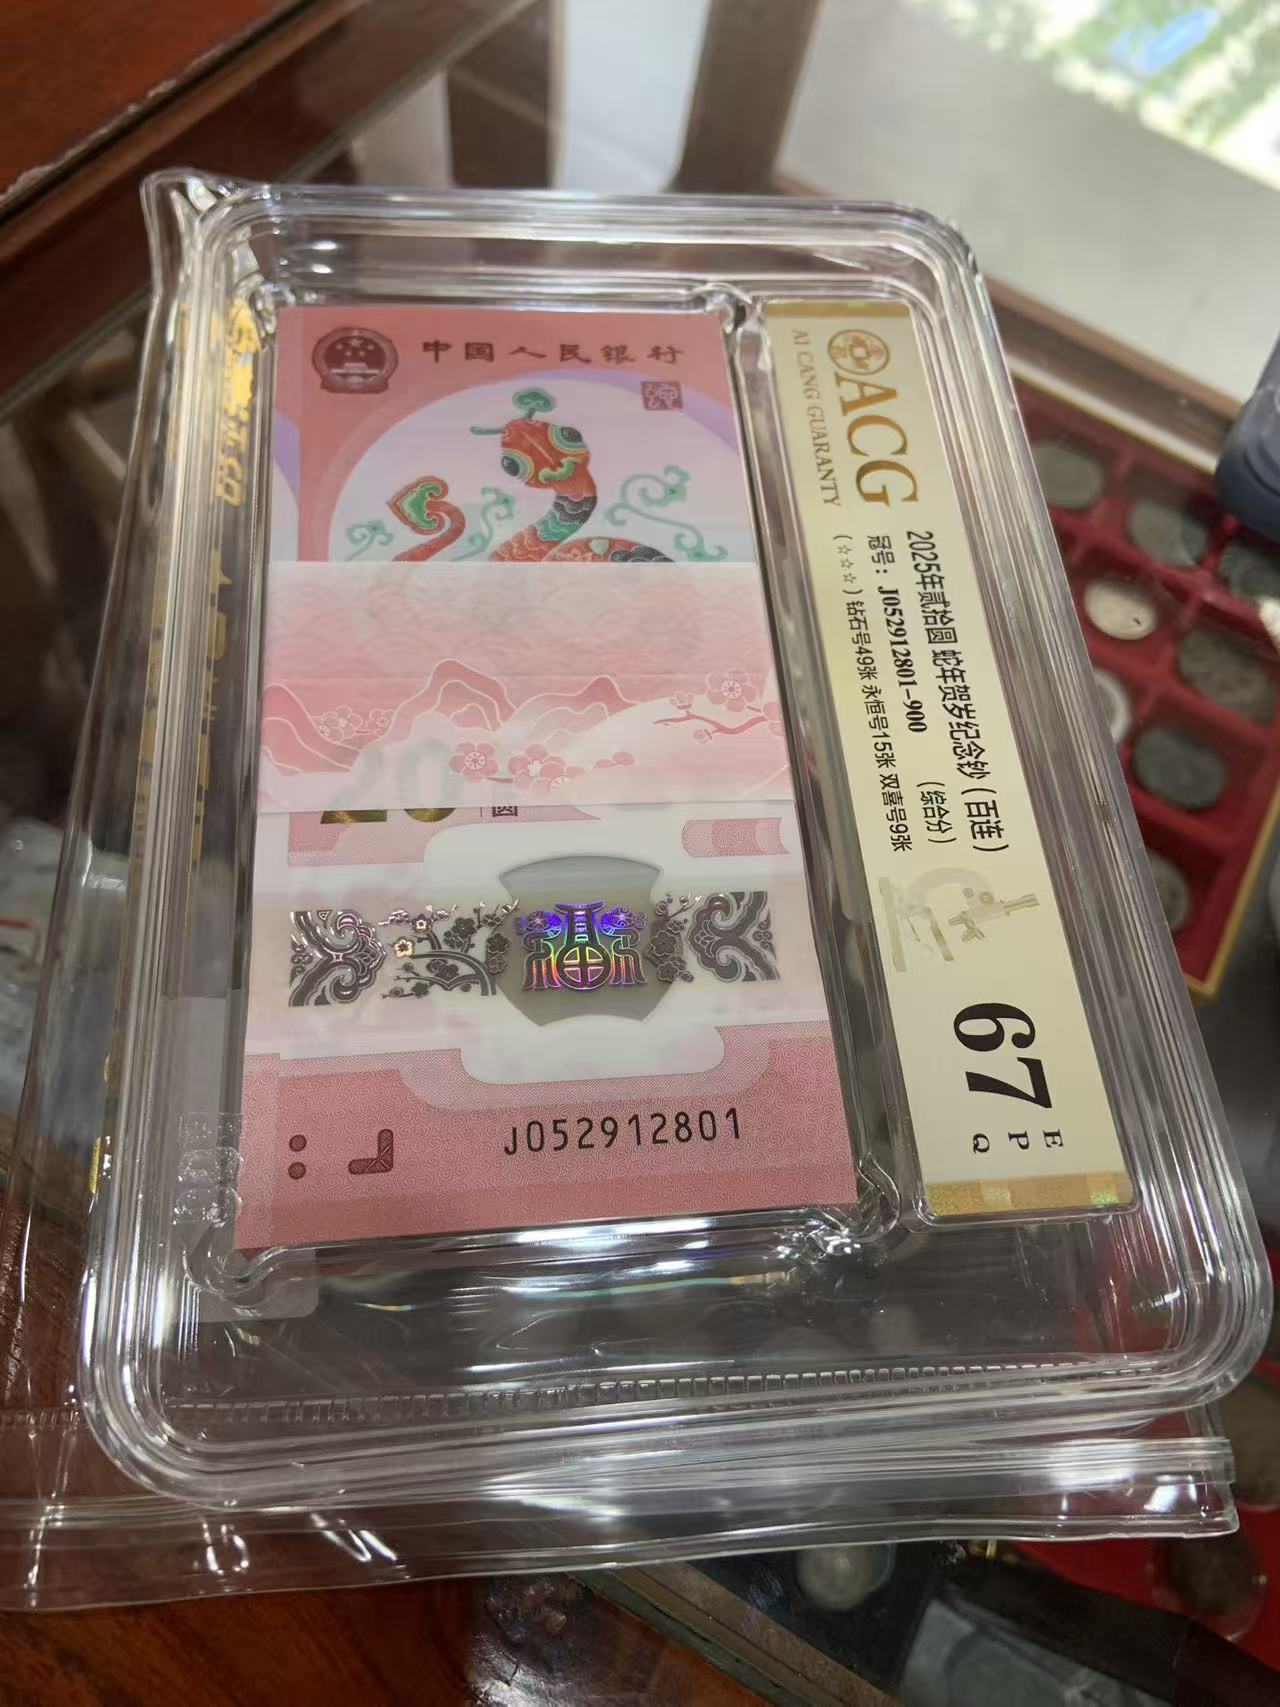 中国人民银行
圆
J052912801
ACG
AI CANG GUARANTY
2025年贰拾圆 蛇年贺岁纪念钞（百连）
冠号：J052912801-900 （综合分）
（☆☆☆）钻石号49张 永恒号15张 双喜号9张
67
E
P
Q